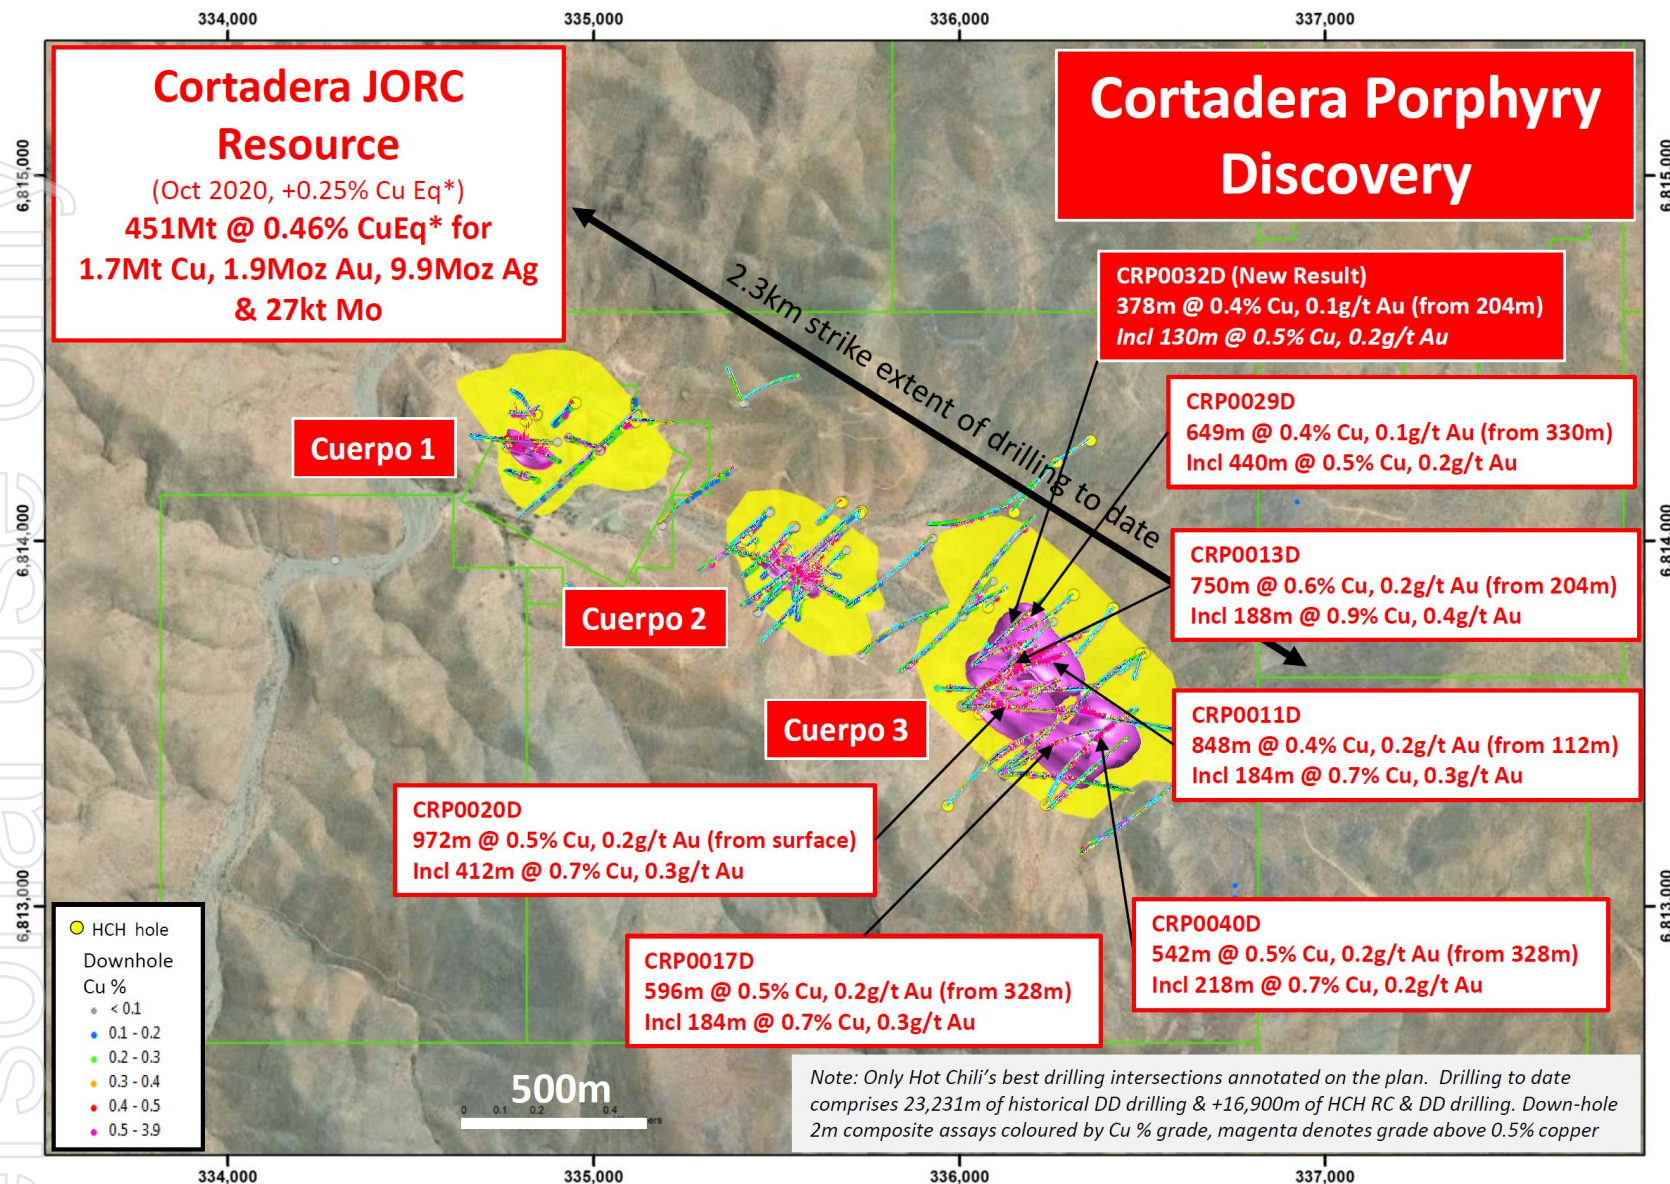 334,000
335,000
336,000
337,000
Cortadera JORC
Resource
(Oct 2020, +0.25% Cu Eq*)
451Mt @ 0.46% CuEq* for
1.7Mt Cu, 1.9Moz Au, 9.9Moz Ag
& 27kt Mo
Cortadera Porphyry
Discovery
6,815,000
6,815,000
2.3km strike extent of drilling to date
CRP0032D (New Result)
378m @ 0.4% Cu, 0.1g/t Au (from 204m)
Incl 130m @ 0.5% Cu, 0.2g/t Au
CRP0029D
649m @ 0.4% Cu, 0.1g/t Au (from 330m)
Incl 440m @ 0.5% Cu, 0.2g/t Au
Cuerpo 1
6,814,000
6,814,000
CRP0013D
750m @ 0.6% Cu, 0.2g/t Au (from 204m)
Incl 188m @ 0.9% Cu, 0.4g/t Au
Cuerpo 2
Cuerpo 3
CRP0011D
848m @ 0.4% Cu, 0.2g/t Au (from 112m)
Incl 184m @ 0.7% Cu, 0.3g/t Au
CRP0020D
972m @ 0.5% Cu, 0.2g/t Au (from surface)
Incl 412m @ 0.7% Cu, 0.3g/t Au
6,813,000
6,813,000
CRP0040D
542m @ 0.5% Cu, 0.2g/t Au (from 328m)
Incl 218m @ 0.7% Cu, 0.2g/t Au
CRP0017D
596m @ 0.5% Cu, 0.2g/t Au (from 328m)
Incl 184m @ 0.7% Cu, 0.3g/t Au
HCH hole
Downhole
Cu %
< 0.1
0.1 - 0.2
0.2 - 0.3
0.3 - 0.4
0.4 - 0.5
0.5 - 3.9
500m
0 0.1 0.2 0.4
Note: Only Hot Chili's best drilling intersections annotated on the plan. Drilling to date
comprises 23,231m of historical DD drilling & +16,900m of HCH RC & DD drilling. Down-hole
2m composite assays coloured by Cu % grade, magenta denotes grade above 0.5% copper
334,000
335,000
336,000
337,000